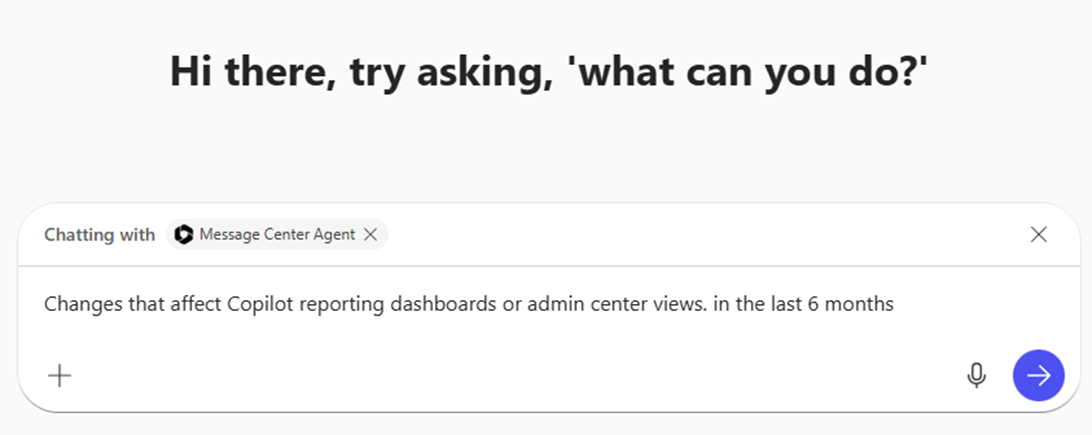 Hi there, try asking, 'what can you do?'
Chatting with Message Center Agent
Changes that affect Copilot reporting dashboards or admin center views. in the last 6 months